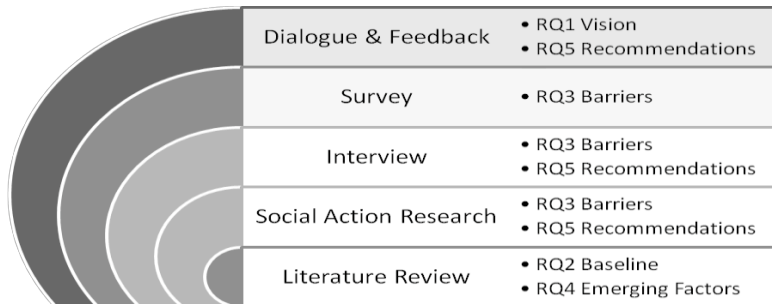 Dialogue & Feedback
• RQ1 Vision
• RQ5 Recommendations
Survey
• RQ3 Barriers
Interview
• RQ3 Barriers
• RQ5 Recommendations
Social Action Research
• RQ3 Barriers
• RQ5 Recommendations
Literature Review
• RQ2 Baseline
• RQ4 Emerging Factors